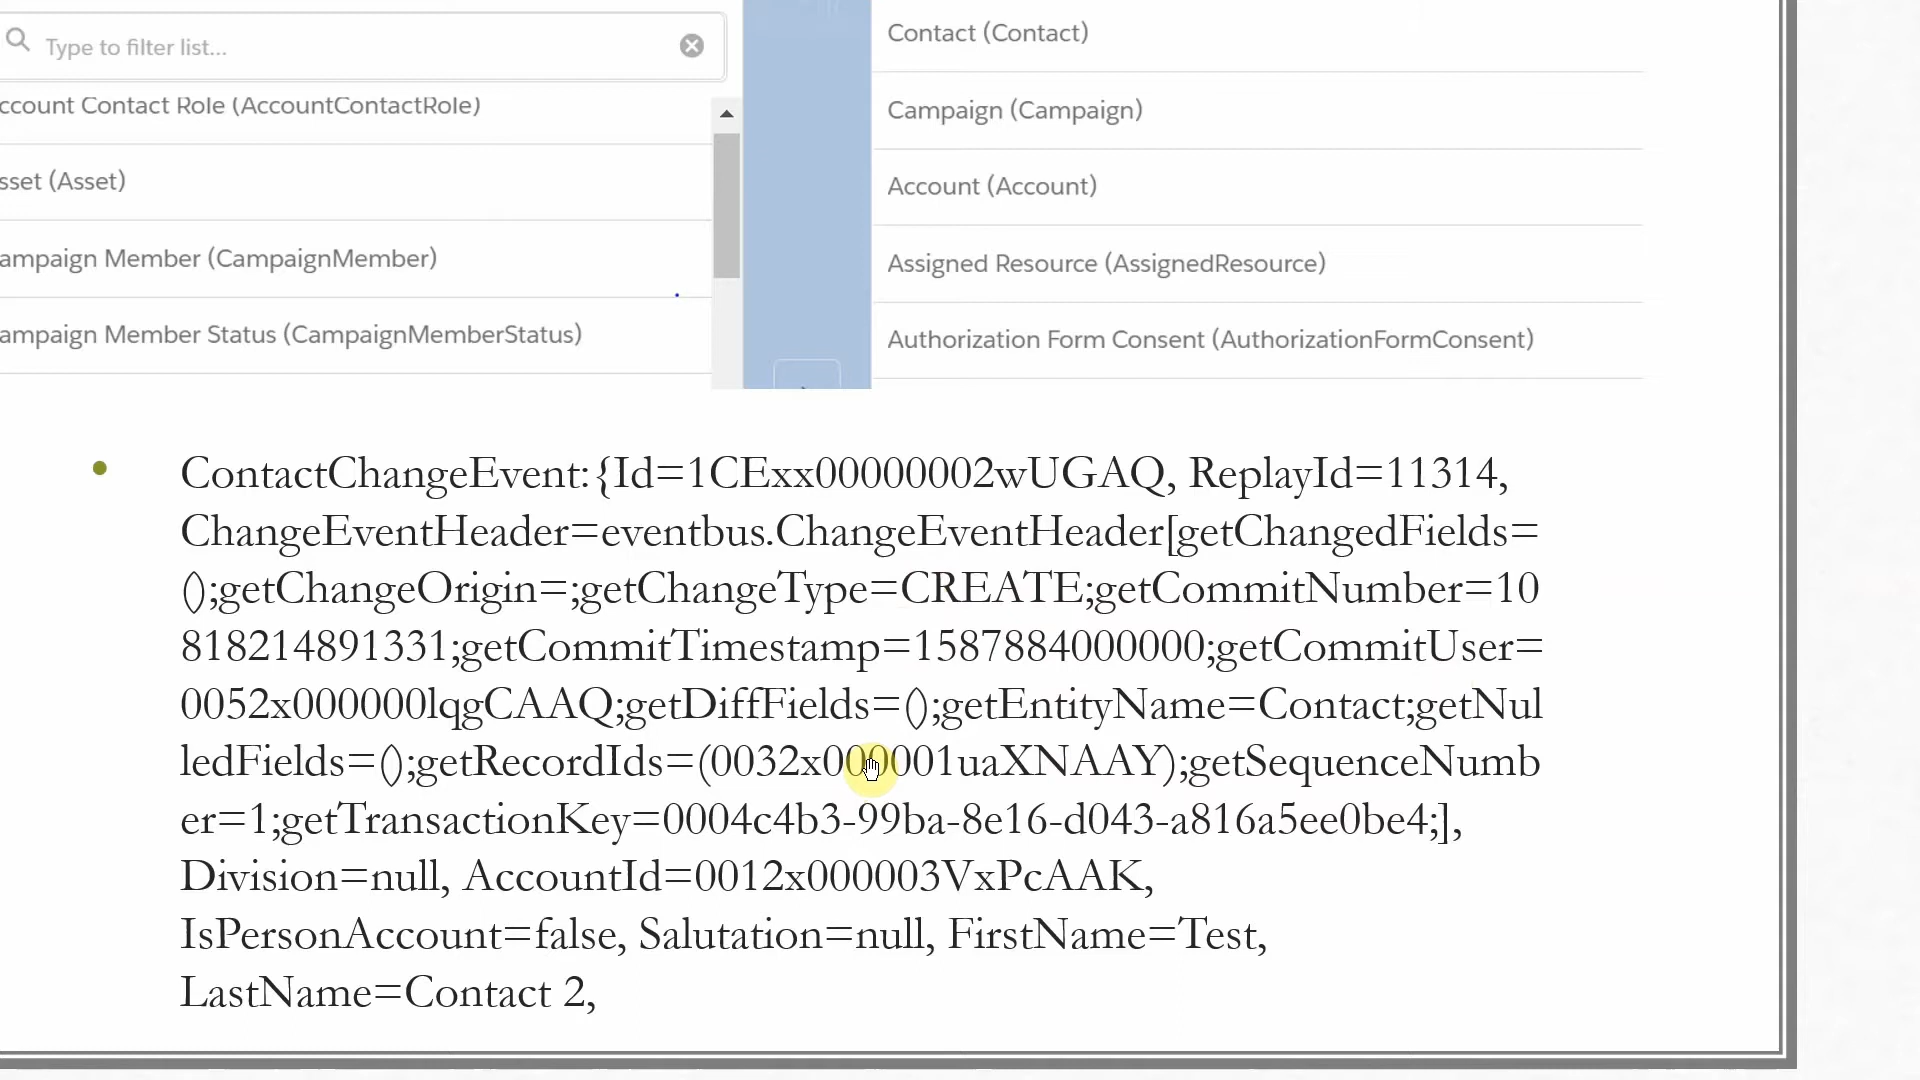 Type to filter list...
ccount Contact Role (AccountContactRole)
sset (Asset)
ampaign Member (CampaignMember)
ampaign Member Status (CampaignMemberStatus)
Contact (Contact)
Campaign (Campaign)
Account (Account)
Assigned Resource (AssignedResource)
Authorization Form Consent (AuthorizationFormConsent)
ContactChangeEvent:{Id=1CExx00000002wUGAQ, ReplayId=11314,
ChangeEventHeader=eventbus.ChangeEventHeader[getChangedFields=
();getChangeOrigin=;getChangeType=CREATE;getCommitNumber=10
818214891331;getCommitTimestamp=1587884000000;getCommitUser=
0052x000000lqgCAAQ;getDiffFields=();getEntityName=Contact;getNul
ledFields=();getRecordIds=(0032x000001uaXNAAY);getSequenceNumb
er=1;getTransactionKey=0004c4b3-99ba-8e16-d043-a816a5ee0be4;],
Division=null, AccountId=0012x000003VxPcAAK,
IsPersonAccount=false, Salutation=null, FirstName=Test,
LastName=Contact 2,